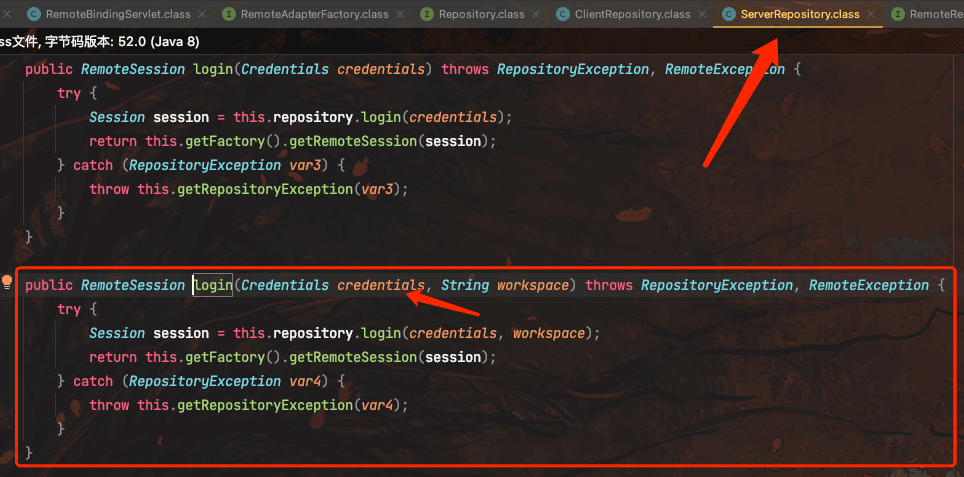 RemoteBindingServlet.class RemoteAdapterFactory.class Repository.class ClientRepository.class ServerRepository.class RemoteRe
ss文件, 字节码版本: 52.0 (Java 8)
public RemoteSession login(Credentials credentials) throws RepositoryException, RemoteException {
try {
Session session = this.repository.login(credentials);
return this.getFactory().getRemoteSession(session);
} catch (RepositoryException var3) {
throw this.getRepositoryException(var3);
}
}
public RemoteSession login(Credentials credentials, String workspace) throws RepositoryException, RemoteException {
try {
Session session = this.repository.login(credentials, workspace);
return this.getFactory().getRemoteSession(session);
} catch (RepositoryException var4) {
throw this.getRepositoryException(var4);
}
}